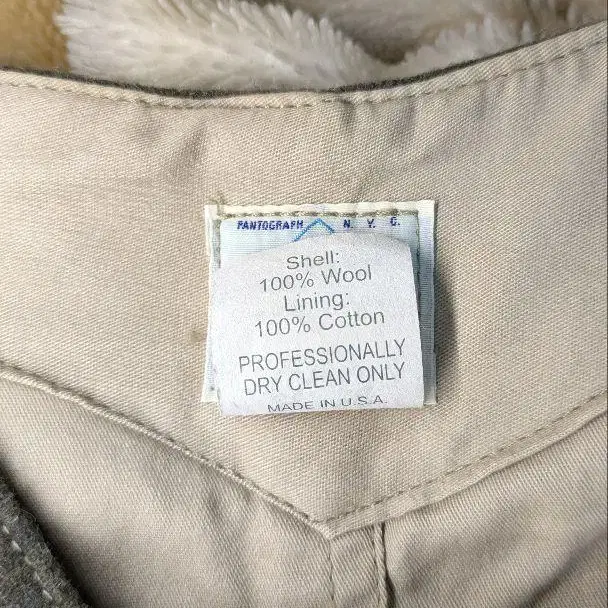 PANTOGRAPH N. Y. C.
Shell:
100% Wool
Lining:
100% Cotton
PROFESSIONALLY
DRY CLEAN ONLY
MADE IN U.S.A.